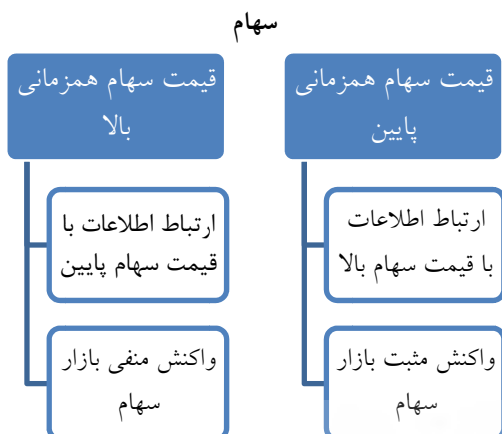 سهام
قیمت سهام همزمانی
پایین
ارتباط اطلاعات
با قیمت سهام بالا
واکنش مثبت بازار
سهام
قیمت سهام همزمانی
بالا
ارتباط اطلاعات با
قیمت سهام پایین
واکنش منفی بازار
سهام